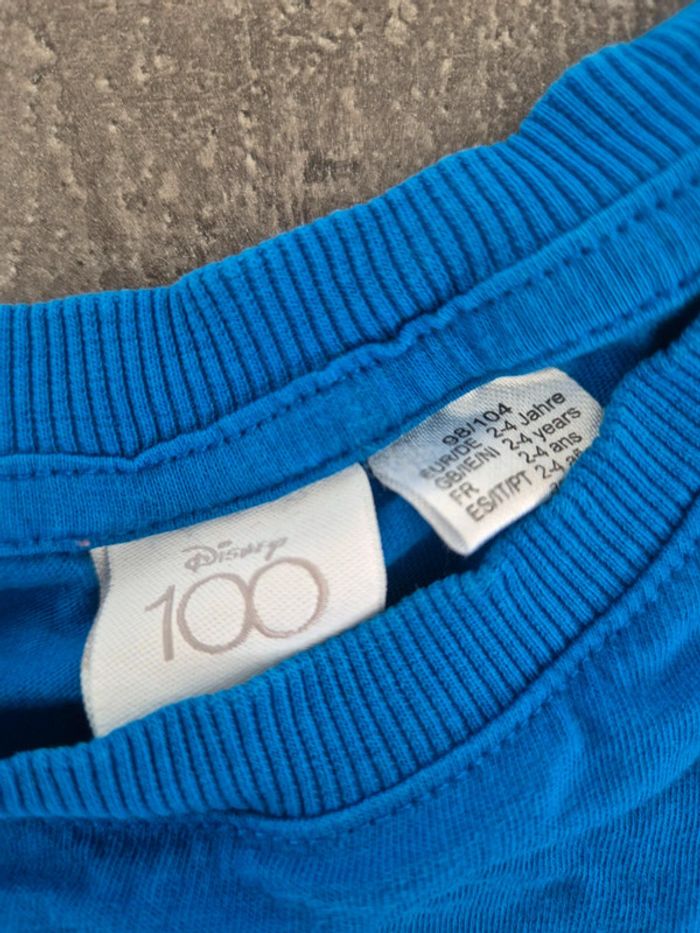 Disney
100
98/104
EUR/DE 2-4 Jahre
GB/IE/NI 2-4 years
FR 2-4 ans
ES/IT/PT 2-4